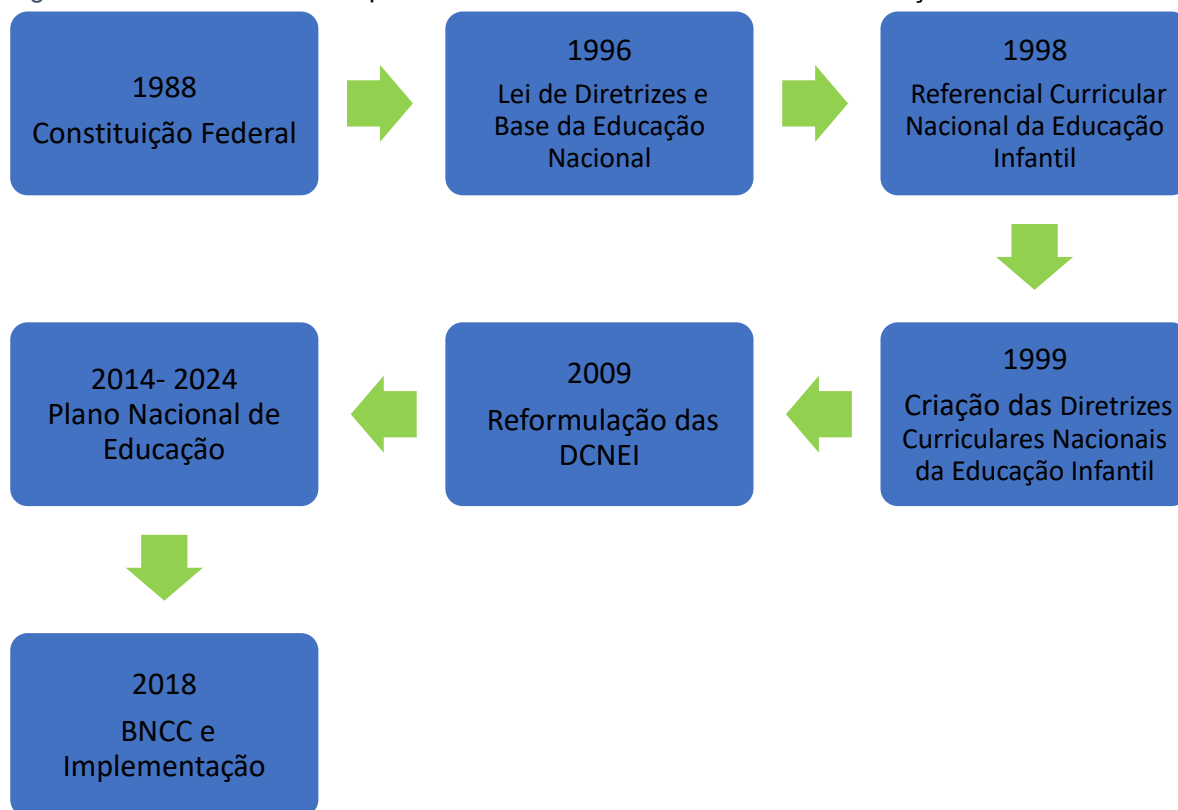 1988
Constituição Federal
1996
Lei de Diretrizes e
Base da Educação
Nacional
1998
Referencial Curricular
Nacional da Educação
Infantil
1999
Criação das Diretrizes
Curriculares Nacionais
da Educação Infantil
2009
Reformulação das
DCNEI
2014- 2024
Plano Nacional de
Educação
2018
BNCC e
Implementação